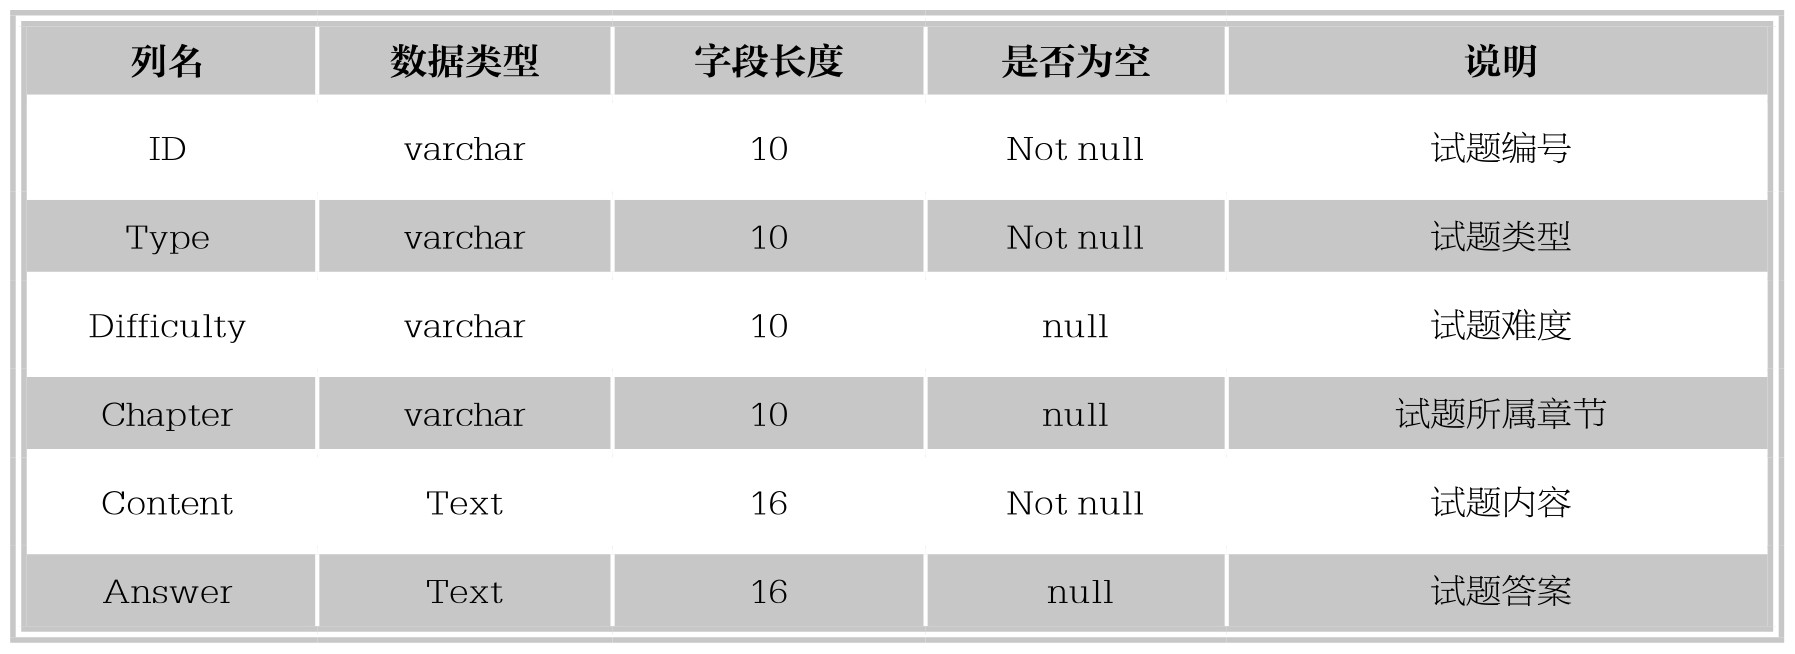 列名 数据类型 字段长度 是否为空 说明
ID varchar 10 Not null 试题编号
Type varchar 10 Not null 试题类型
Difficulty varchar 10 null 试题难度
Chapter varchar 10 null 试题所属章节
Content Text 16 Not null 试题内容
Answer Text 16 null 试题答案